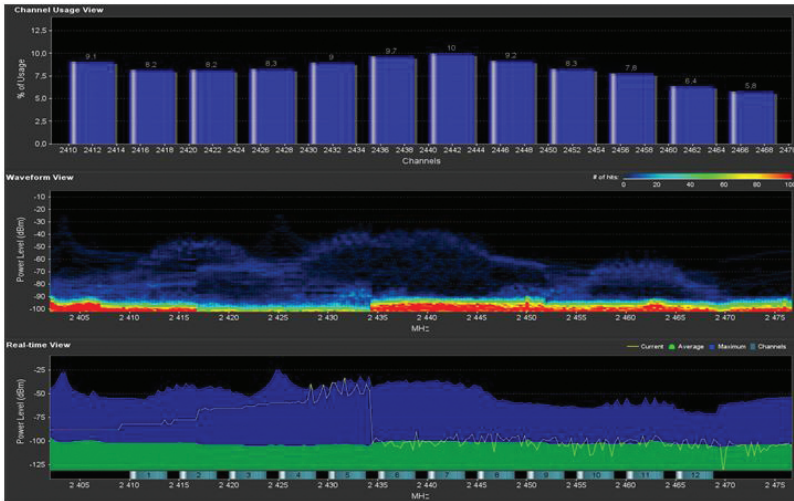 Channel Usage View
12,5
10,0
7,5
5,0
2,5
0,0
% of Usage
9,1 8,2 8,2 8,3 9 9,7 10 9,2 8,3 7,8 6,4 5,8
2410 2412 2414 2416 2418 2420 2422 2424 2426 2428 2430 2432 2434 2436 2438 2440 2442 2444 2446 2448 2450 2452 2454 2456 2458 2460 2462 2464 2466 2468
Channels
Waveform View
# of hits: 0 20 40 60 80 100
-10
-20
-30
-40
-50
-60
-70
-80
-90
-100
Power Level (dBm)
2 405 2 410 2 415 2 420 2 425 2 430 2 435 2 440 2 445 2 450 2 455 2 460 2 465 2 470 2 475
MHz
Real-time View
Current Average Maximum Channels
-25
-50
-75
-100
-125
Power Level (dBm)
1 2 3 4 5 6 7 8 9 10 11 12
2 405 2 410 2 415 2 420 2 425 2 430 2 435 2 440 2 445 2 450 2 455 2 460 2 465 2 470 2 475
MHz